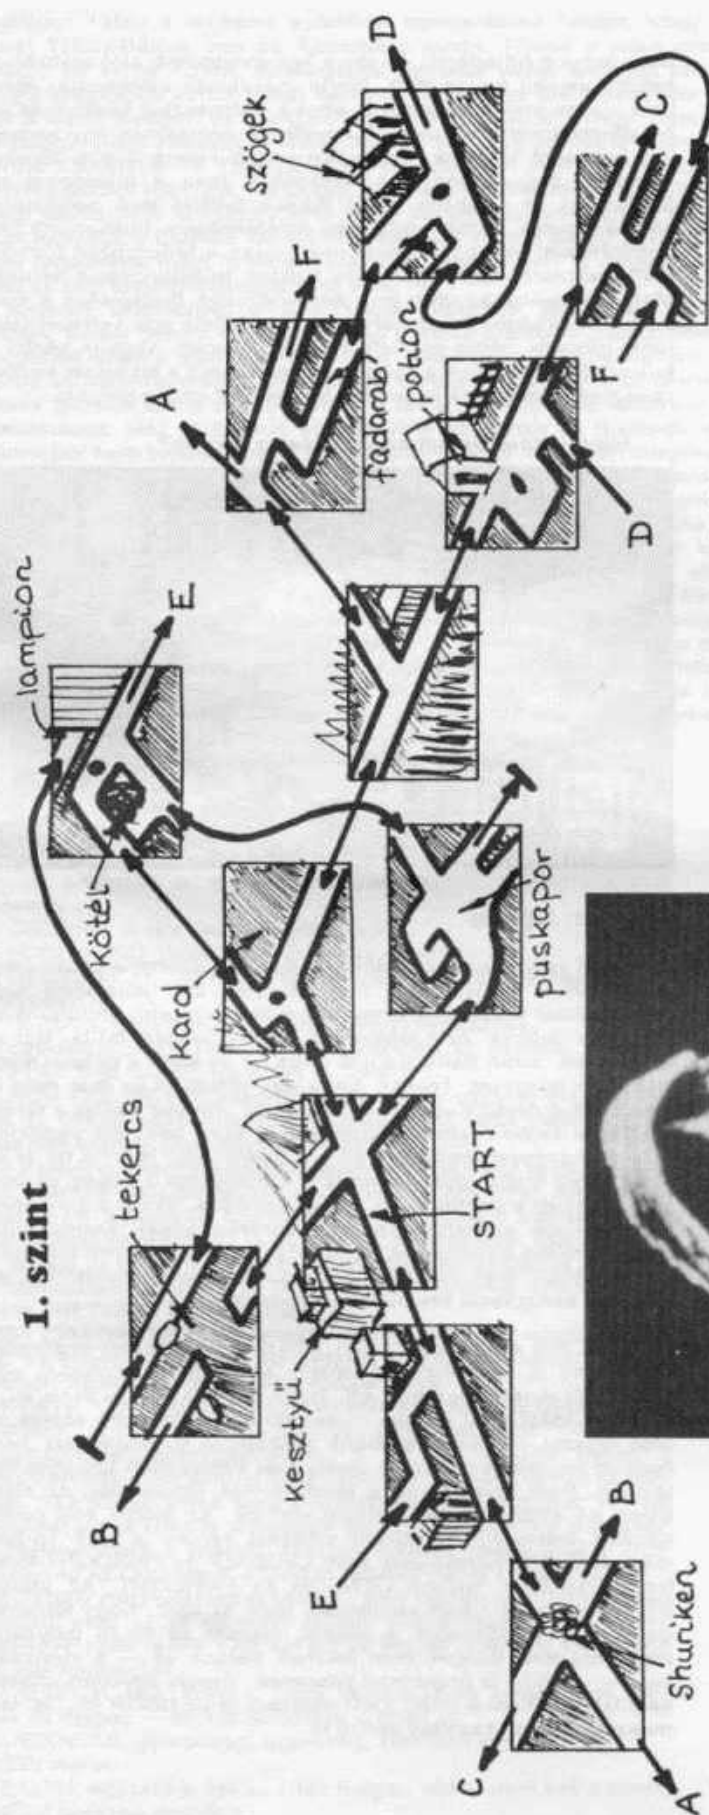 1. szint
lampion
B
tekercs
kötél
E
A
kard
szögek
kesztyű
F
E
fadarab
D
potion
C
START
puskapor
F
B
D
C
Shuriken
A